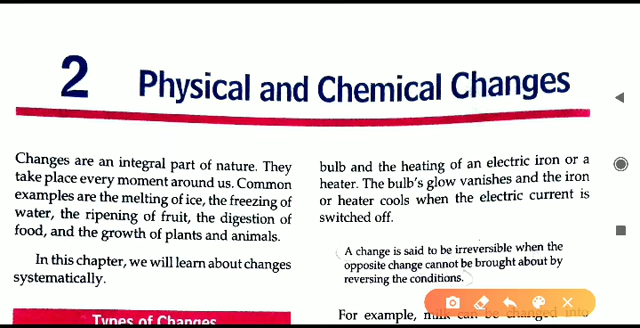 2 Physical and Chemical Changes
Changes are an integral part of nature. They
take place every moment around us. Common
examples are the melting of ice, the freezing of
water, the ripening of fruit, the digestion of
food, and the growth of plants and animals.
In this chapter, we will learn about changes
systematically.
Types of Changes
bulb and the heating of an electric iron or a
heater. The bulb's glow vanishes and the iron
or heater cools when the electric current is
switched off.
A change is said to be irreversible when the
opposite change cannot be brought about by
reversing the conditions.
For example, milk can be changed into